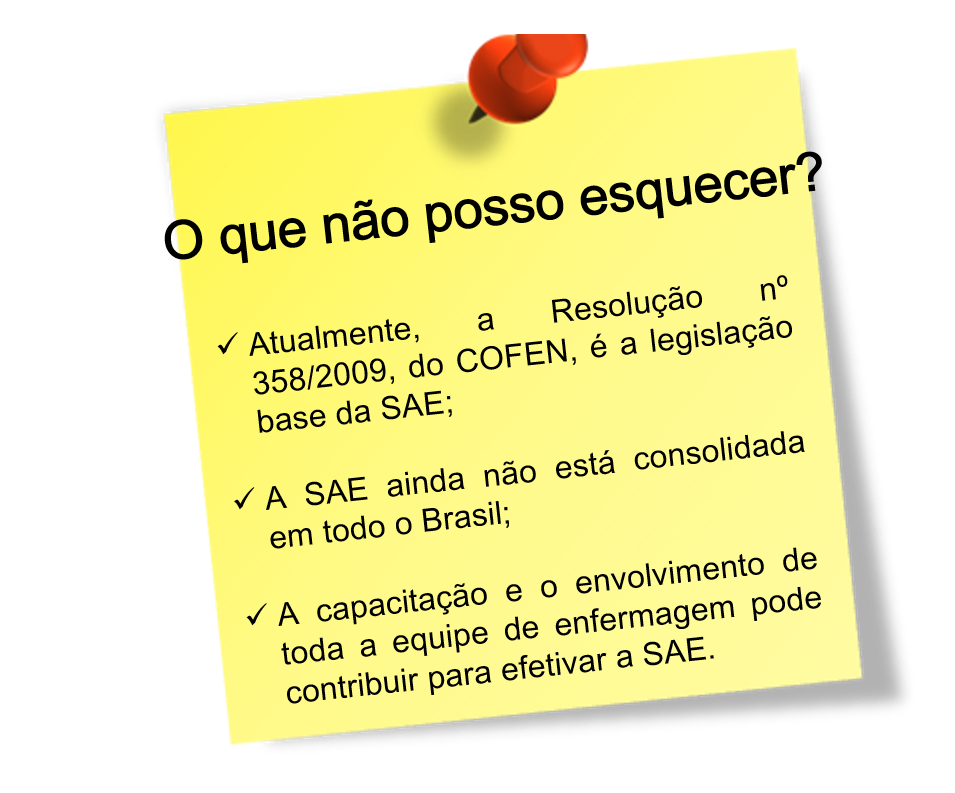 O que não posso esquecer?
✓ Atualmente, a Resolução nº
358/2009, do COFEN, é a legislação
base da SAE;
✓ A SAE ainda não está consolidada
em todo o Brasil;
✓ A capacitação e o envolvimento de
toda a equipe de enfermagem pode
contribuir para efetivar a SAE.